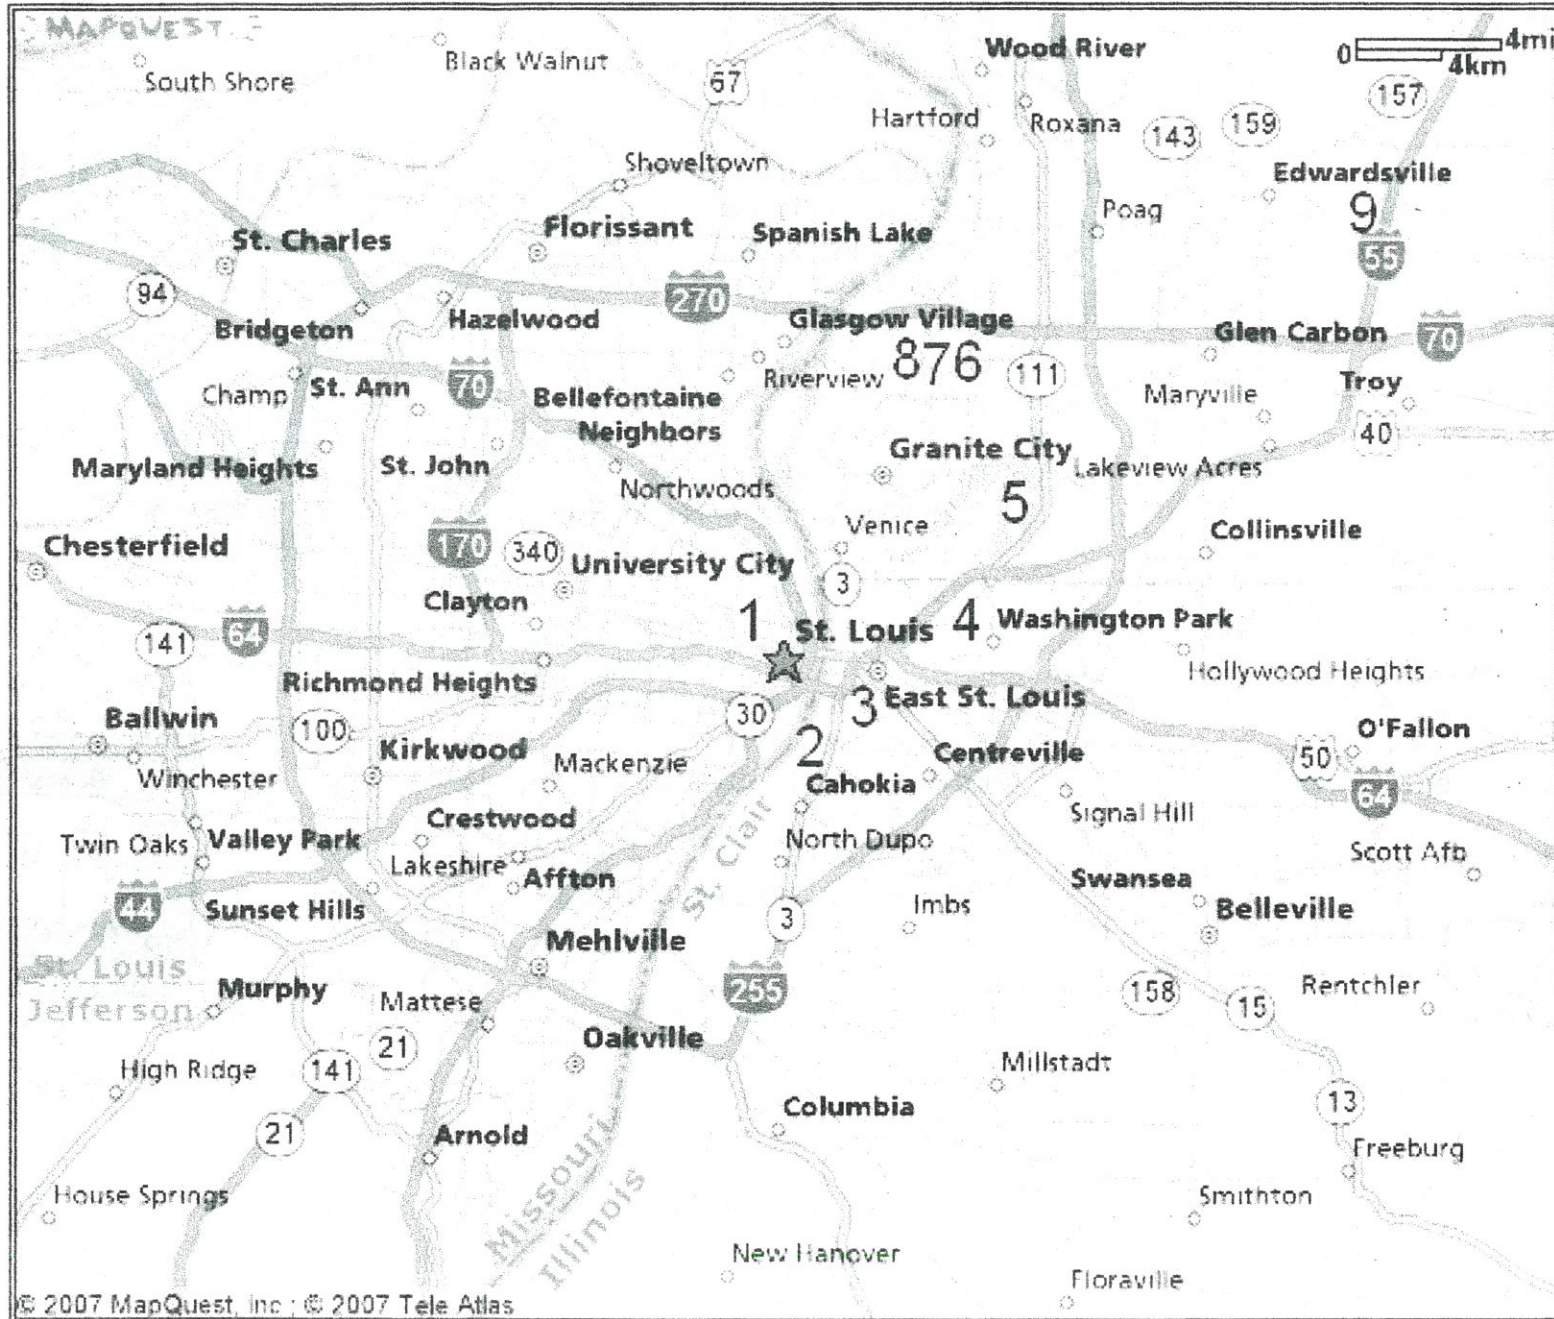 MAPQUEST
South Shore
Black Walnut
67
Wood River
0 4mi
4km
157
Hartford
Roxana
143
159
Shoveltown
Edwardsville
9
Poag
St. Charles
Florissant
Spanish Lake
55
94
270
Bridgeton
Hazelwood
Glasgow Village
Glen Carbon
70
Champ
St. Ann
70
Riverview
876
111
Troy
Maryville
Bellefontaine
Neighbors
40
Maryland Heights
St. John
Granite City
Lakeview Acres
Northwoods
5
Venice
Collinsville
Chesterfield
170
340
University City
3
Clayton
1
St. Louis
4
Washington Park
141
64
Hollywood Heights
Richmond Heights
3
East St. Louis
Ballwin
100
30
2
O'Fallon
Kirkwood
Mackenzie
Centreville
50
Winchester
Cahokia
64
Signal Hill
Crestwood
Twin Oaks
Valley Park
North Dupo
St. Clair
Scott Afb
Lakeshire
Affton
Swansea
44
Sunset Hills
3
Imbs
Belleville
Mehlville
St. Louis
Jefferson
Murphy
Mattese
255
158
15
Rentchler
21
Oakville
High Ridge
141
Millstadt
13
21
Arnold
Columbia
Missouri
Illinois
Freeburg
House Springs
Smithton
New Hanover
Floraville
© 2007 MapQuest, Inc ; © 2007 Tele Atlas